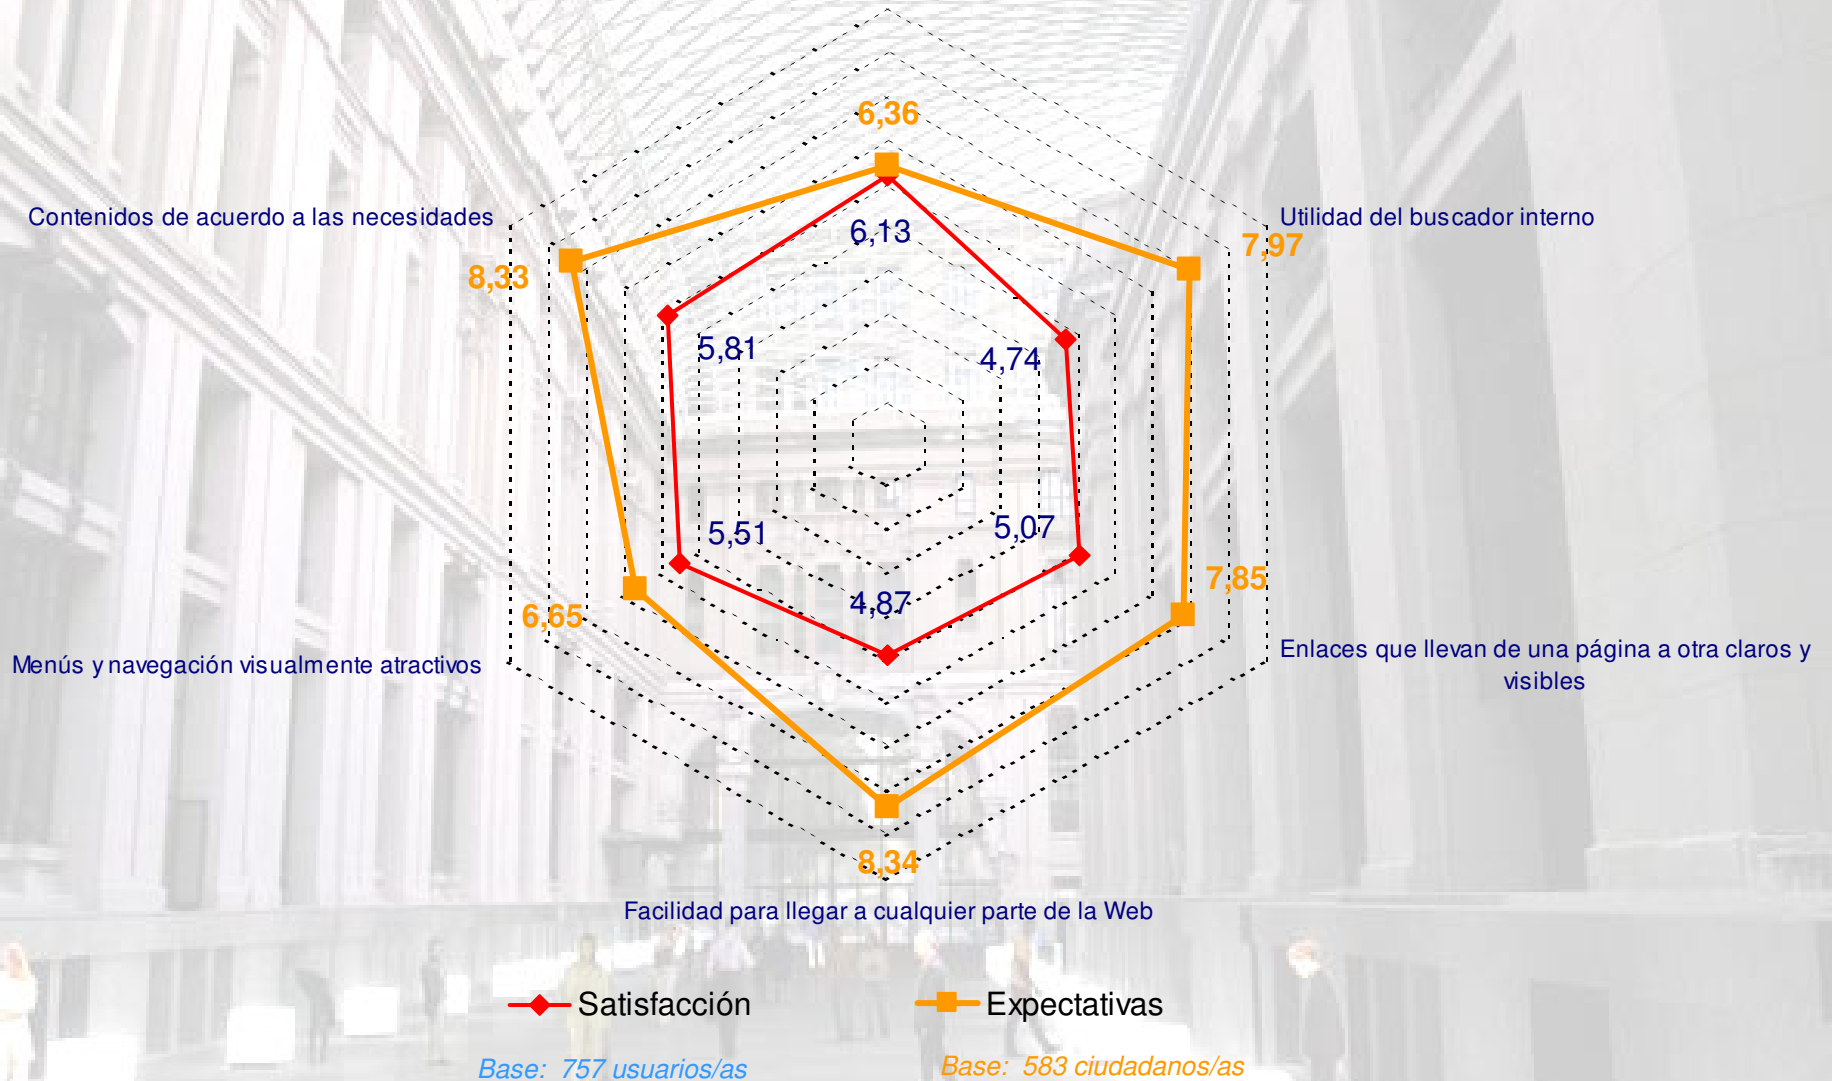 6,36
Contenidos de acuerdo a las necesidades
Utilidad del buscador interno
6,13
7,97
8,33
5,81
4,74
5,51
5,07
7,85
4,87
6,65
Menús y navegación visualmente atractivos
Enlaces que llevan de una página a otra claros y
visibles
8,34
Facilidad para llegar a cualquier parte de la Web
Satisfacción
Expectativas
Base: 757 usuarios/as
Base: 583 ciudadanos/as